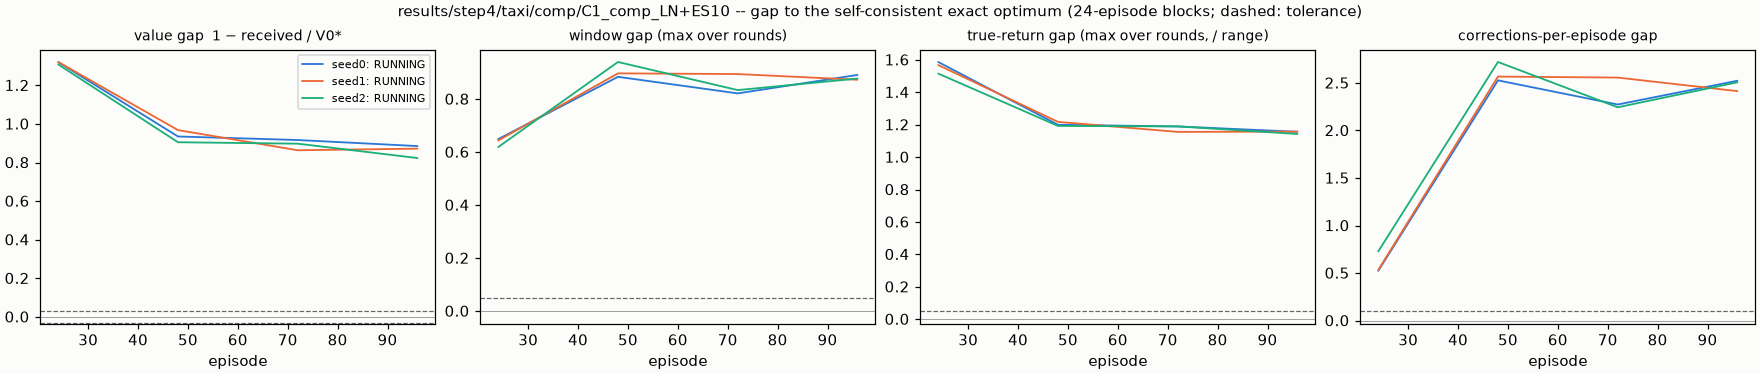 results/step4/taxi/comp/C1_comp_LN+ES10 -- gap to the self-consistent exact optimum (24-episode blocks; dashed: tolerance)
value gap  1 − received / V0*
seed0: RUNNING
seed1: RUNNING
seed2: RUNNING
1.2
1.0
0.8
0.6
0.4
0.2
0.0
30 40 50 60 70 80 90
episode
window gap (max over rounds)
0.8
0.6
0.4
0.2
0.0
30 40 50 60 70 80 90
episode
true-return gap (max over rounds, / range)
1.6
1.4
1.2
1.0
0.8
0.6
0.4
0.2
0.0
30 40 50 60 70 80 90
episode
corrections-per-episode gap
2.5
2.0
1.5
1.0
0.5
0.0
30 40 50 60 70 80 90
episode